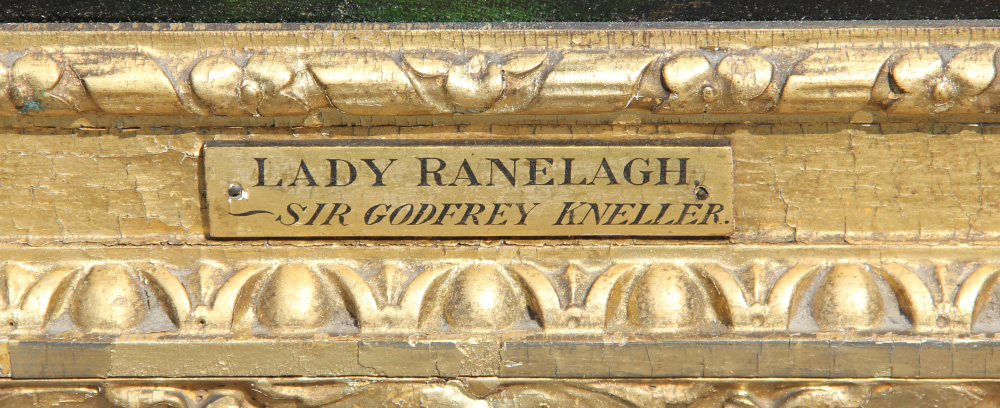 LADY RANELAGH.
~SIR GODFREY KNELLER.